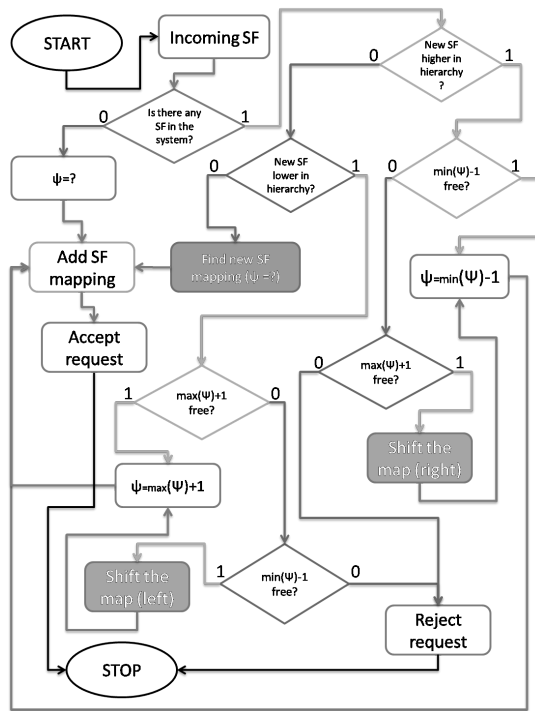 START
Incoming SF
New SF
higher in
hierarchy
?
0
1
Is there any
SF in the
system?
0
1
ψ=?
New SF
lower in
hierarchy?
0
1
min(Ψ)-1
free?
0
1
Add SF
mapping
Find new SF
mapping (ψ=?)
ψ=min(Ψ)-1
Accept
request
max(Ψ)+1
free?
0
1
max(Ψ)+1
free?
1
0
Shift the
map (right)
ψ=max(Ψ)+1
Shift the
map (left)
min(Ψ)-1
free?
1
0
Reject
request
STOP